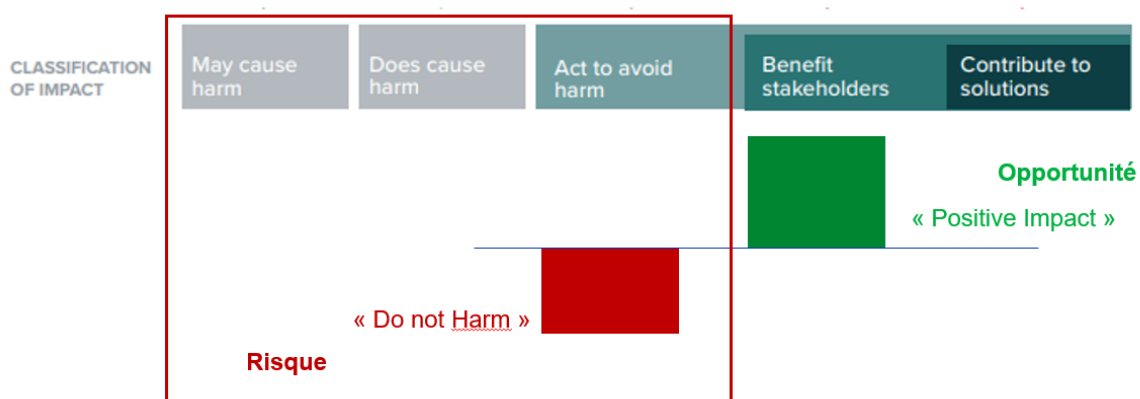 CLASSIFICATION
OF IMPACT
May cause
harm
Does cause
harm
Act to avoid
harm
Benefit
stakeholders
Contribute to
solutions
Opportunité
« Positive Impact »
« Do not Harm »
Risque